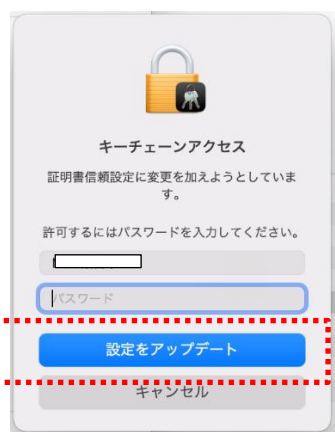 キーチェーンアクセス
証明書信頼設定に変更を加えようとしていま
す。
許可するにはパスワードを入力してください。
パスワード
設定をアップデート
キャンセル